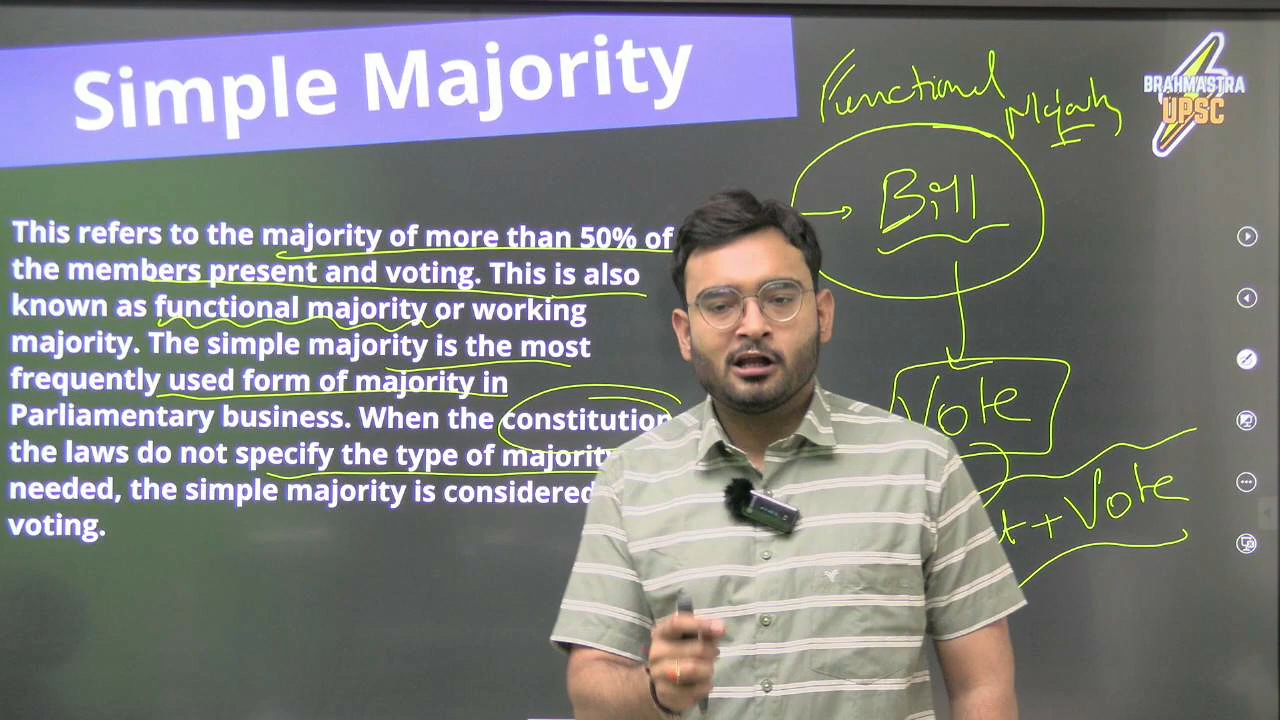 Simple Majority
Functional
Majority
BRAHMASTRA
UPSC
Bill
This refers to the majority of more than 50% of
the members present and voting. This is also
known as functional majority or working
majority. The simple majority is the most
frequently used form of majority in
Parliamentary business. When the constitution
the laws do not specify the type of majority
needed, the simple majority is considered
voting.
Vote
t + Vote